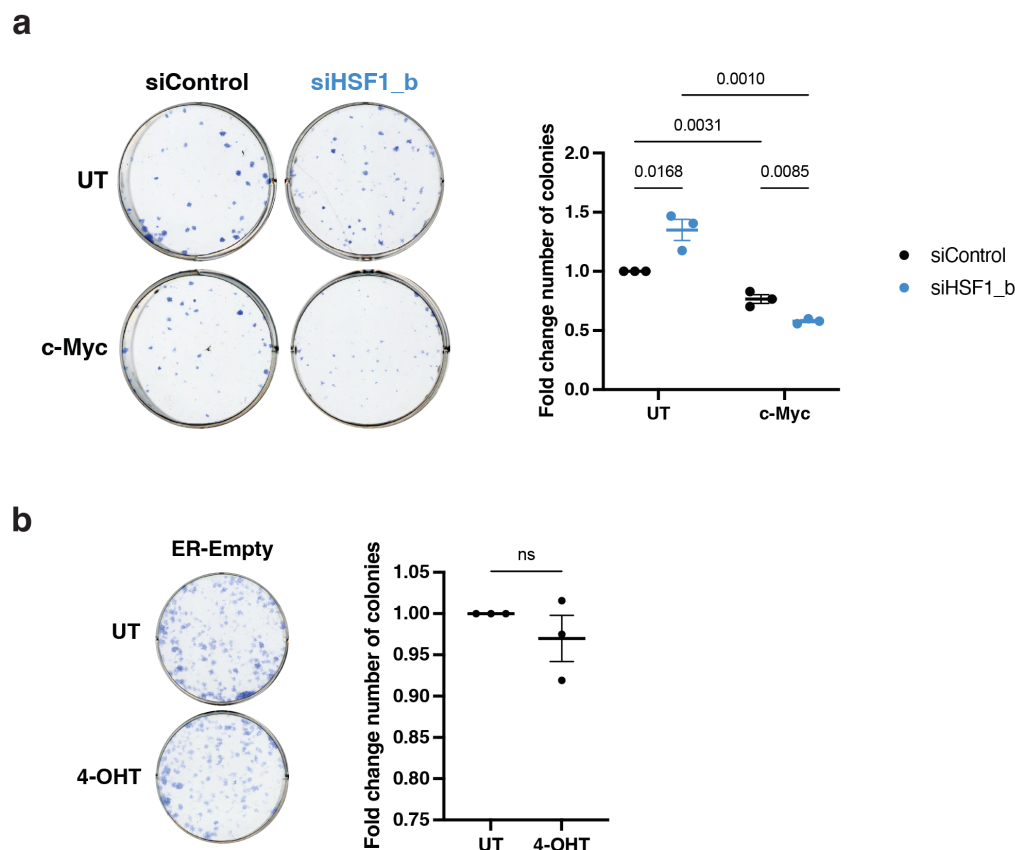 a
siControl
siHSF1_b
UT
c-Myc
Fold change number of colonies
2.0
1.5
1.0
0.5
0.0
0.0010
0.0031
0.0168
0.0085
UT
c-Myc
siControl
siHSF1_b
b
ER-Empty
UT
4-OHT
Fold change number of colonies
1.05
1.00
0.95
0.90
0.85
0.80
0.75
ns
UT
4-OHT